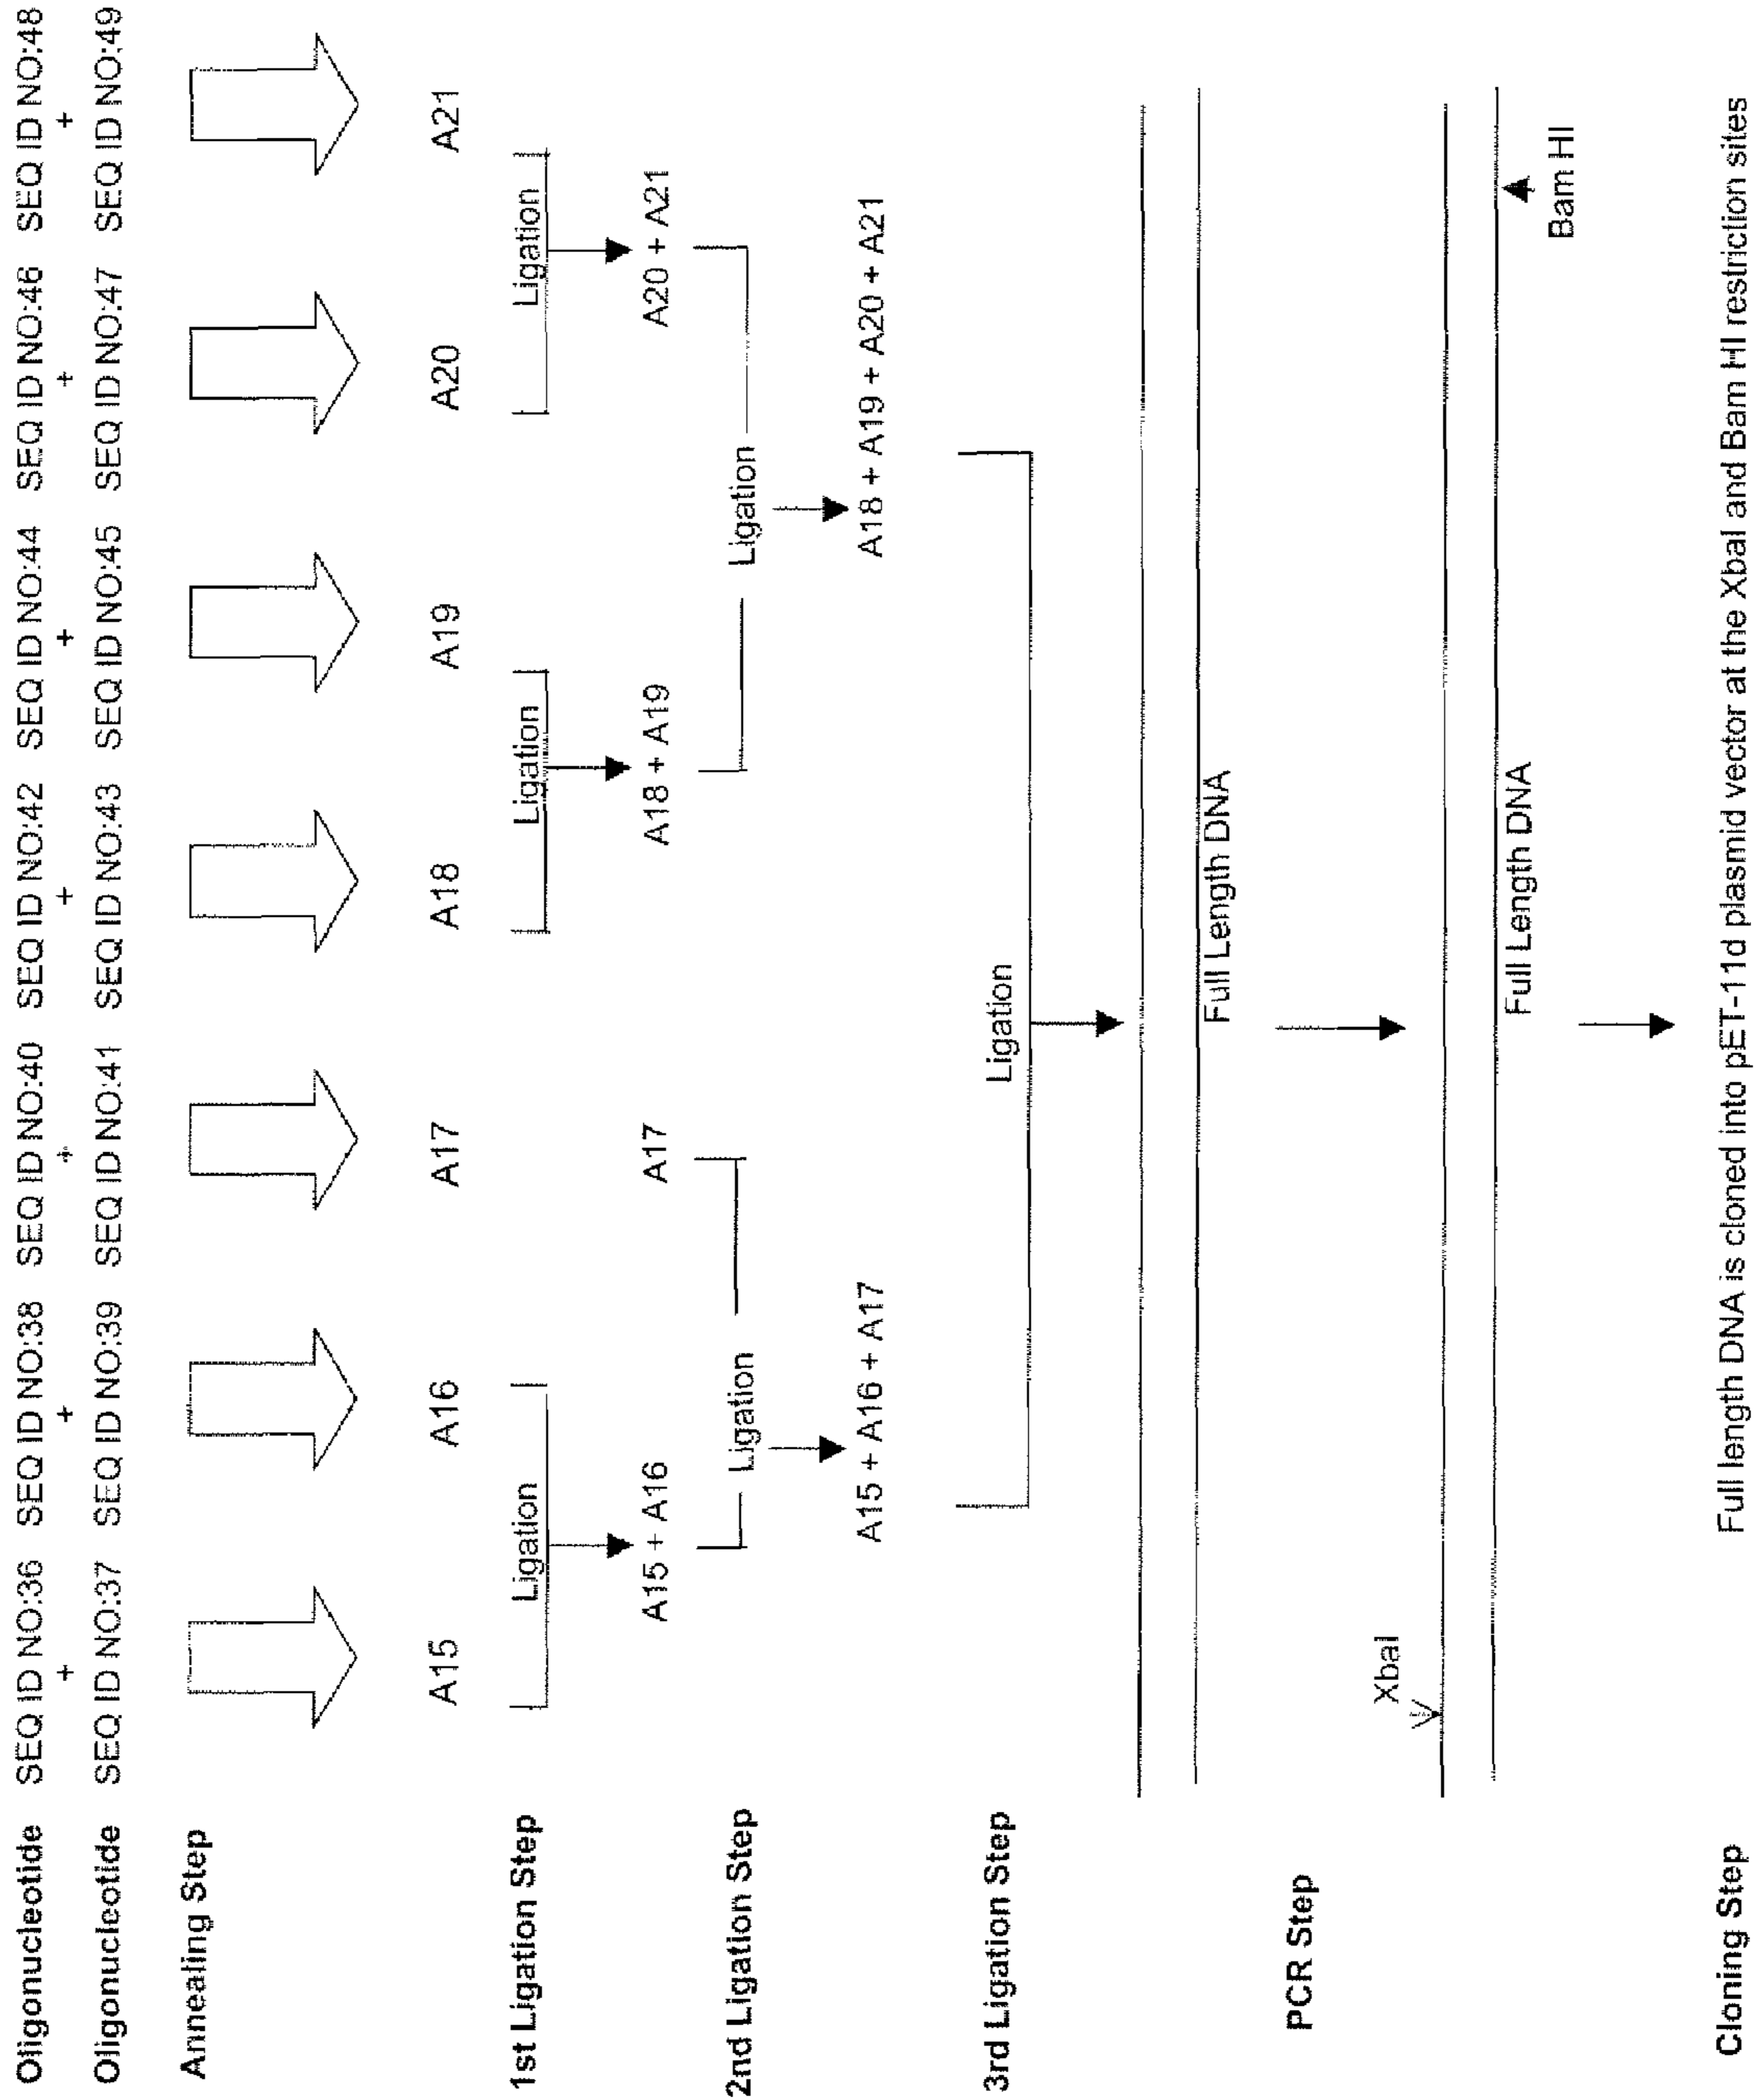 Oligonucleotide SEQ ID NO:36 SEQ ID NO:38 SEQ ID NO:40 SEQ ID NO:42 SEQ ID NO:44 SEQ ID NO:46 SEQ ID NO:48
+ + + + + + +
Oligonucleotide SEQ ID NO:37 SEQ ID NO:39 SEQ ID NO:41 SEQ ID NO:43 SEQ ID NO:45 SEQ ID NO:47 SEQ ID NO:49
Annealing Step
A15 A16 A17 A18 A19 A20 A21
1st Ligation Step Ligation Ligation Ligation
A15 + A16 A17 A18 + A19 A20 + A21
2nd Ligation Step Ligation Ligation
A15 + A16 + A17 A18 + A19 + A20 + A21
3rd Ligation Step Ligation
Full Length DNA
PCR Step
XbaI
Full Length DNA
Bam HI
Cloning Step Full length DNA is cloned into pET-11d plasmid vector at the XbaI and Bam HI restriction sites